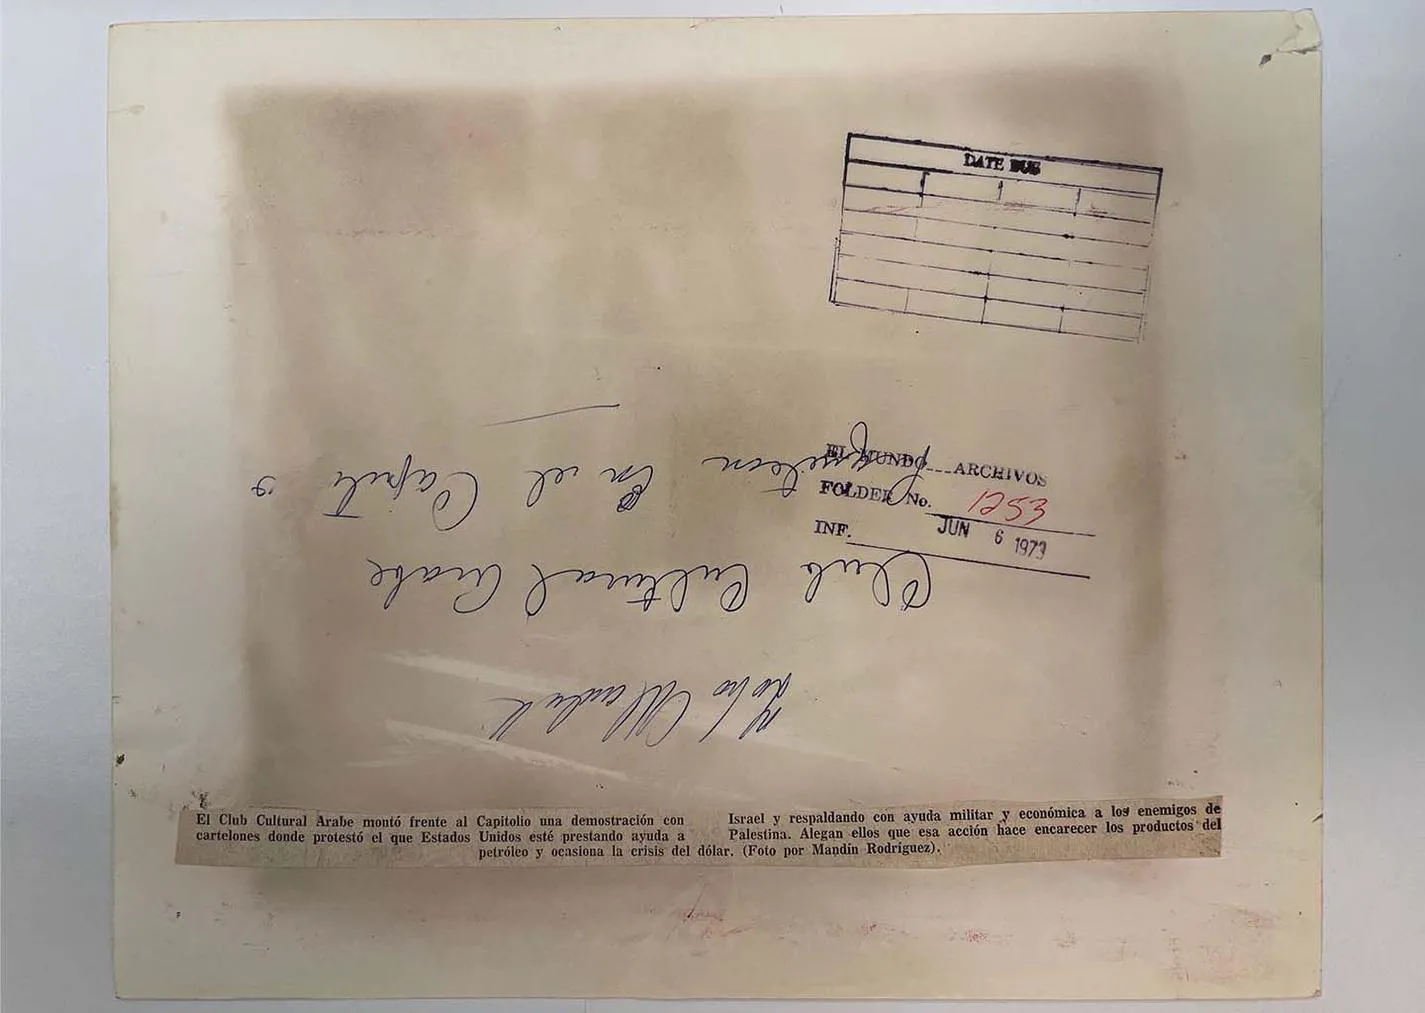 DATE DUE
EL MUNDO ARCHIVOS
FOLDER No. 1253
INF. JUN 6 1973
Club Cultural Arabe
en el Capitolio
El Club Cultural Arabe montó frente al Capitolio una demostración con
cartelones donde protestó el que Estados Unidos esté prestando ayuda a
Israel y respaldando con ayuda militar y económica a los enemigos de
Palestina. Alegan ellos que esa acción hace encarecer los productos del
petróleo y ocasiona la crisis del dólar. (Foto por Mandín Rodríguez).